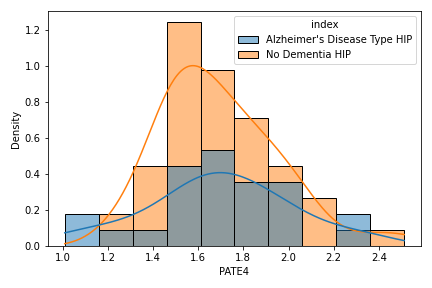 index
Alzheimer's Disease Type HIP
No Dementia HIP
1.2
1.0
0.8
0.6
0.4
0.2
0.0
Density
1.0 1.2 1.4 1.6 1.8 2.0 2.2 2.4
PATE4